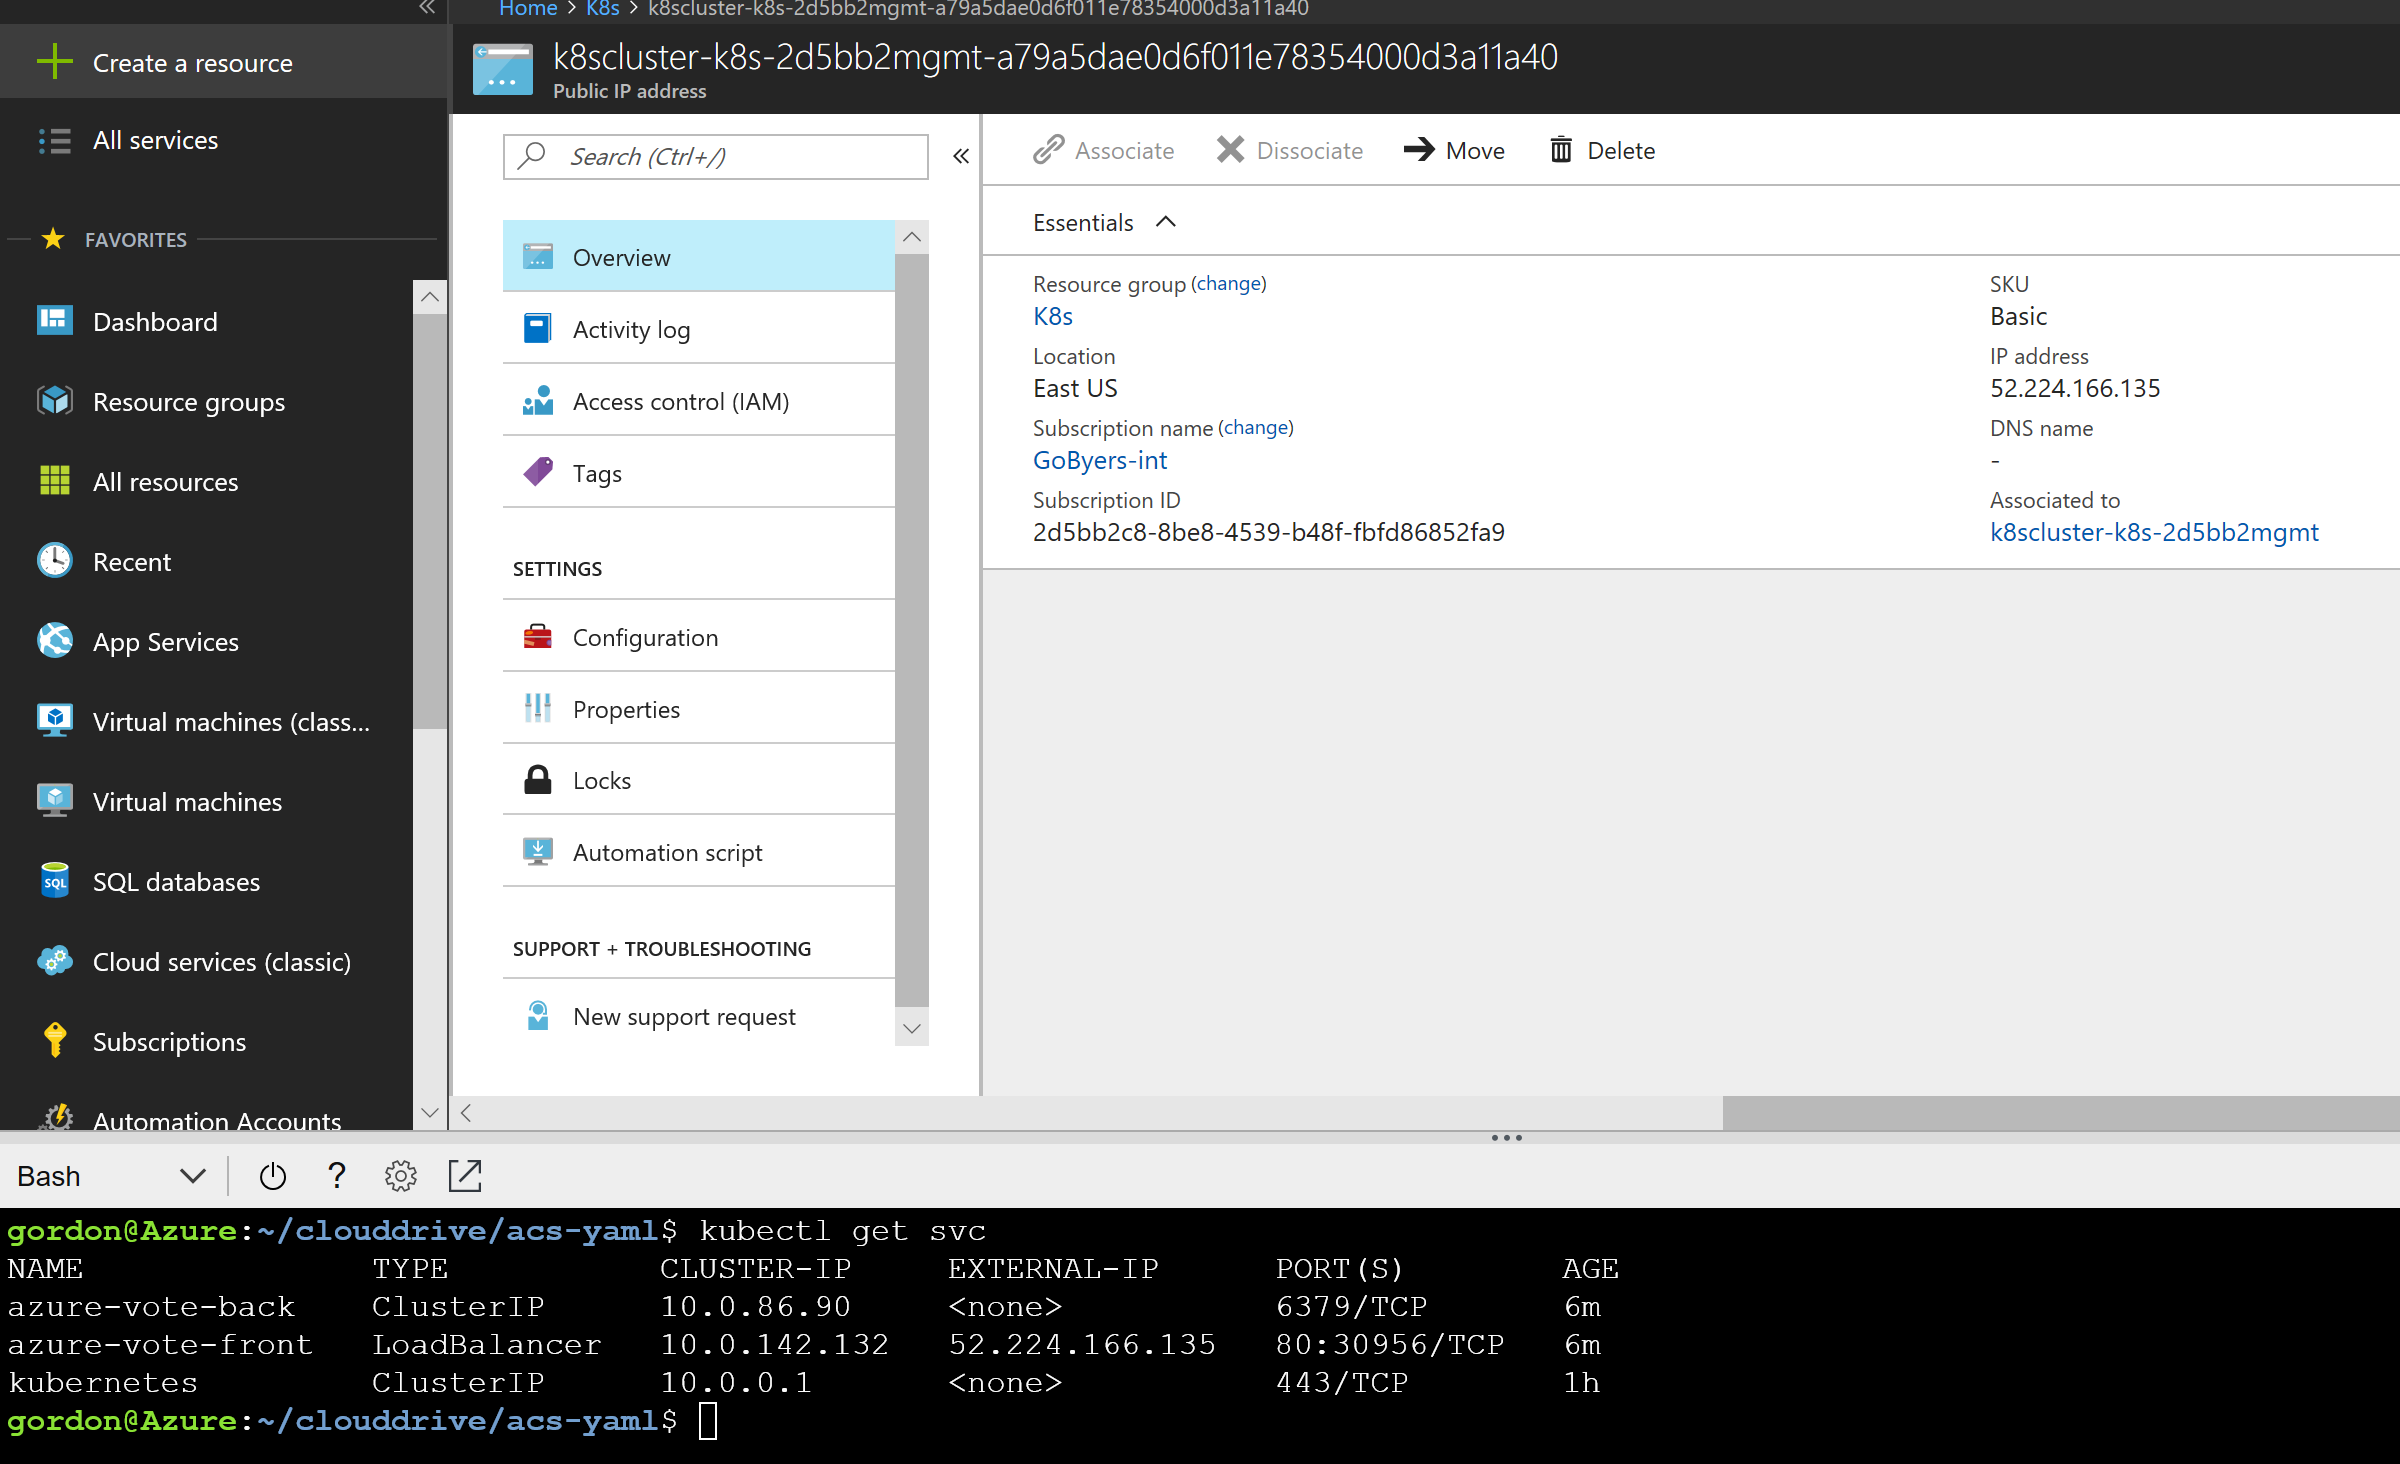 Home > K8s > k8scluster-k8s-2d5bb2mgmt-a79a5dae0d6f011e78354000d3a11a40
Create a resource
All services
FAVORITES
Dashboard
Resource groups
All resources
Recent
App Services
Virtual machines (class...
Virtual machines
SQL databases
Cloud services (classic)
Subscriptions
Automation Accounts
k8scluster-k8s-2d5bb2mgmt-a79a5dae0d6f011e78354000d3a11a40
Public IP address
Search (Ctrl+/)
Overview
Activity log
Access control (IAM)
Tags
SETTINGS
Configuration
Properties
Locks
Automation script
SUPPORT + TROUBLESHOOTING
New support request
Associate Dissociate Move Delete
Essentials
Resource group (change)
K8s
Location
East US
Subscription name (change)
GoByers-int
Subscription ID
2d5bb2c8-8be8-4539-b48f-fbfd86852fa9
SKU
Basic
IP address
52.224.166.135
DNS name
-
Associated to
k8scluster-k8s-2d5bb2mgmt
Bash ?
gordon@Azure:~/clouddrive/acs-yaml$ kubectl get svc
NAME TYPE CLUSTER-IP EXTERNAL-IP PORT(S) AGE
azure-vote-back ClusterIP 10.0.86.90 <none> 6379/TCP 6m
azure-vote-front LoadBalancer 10.0.142.132 52.224.166.135 80:30956/TCP 6m
kubernetes ClusterIP 10.0.0.1 <none> 443/TCP 1h
gordon@Azure:~/clouddrive/acs-yaml$